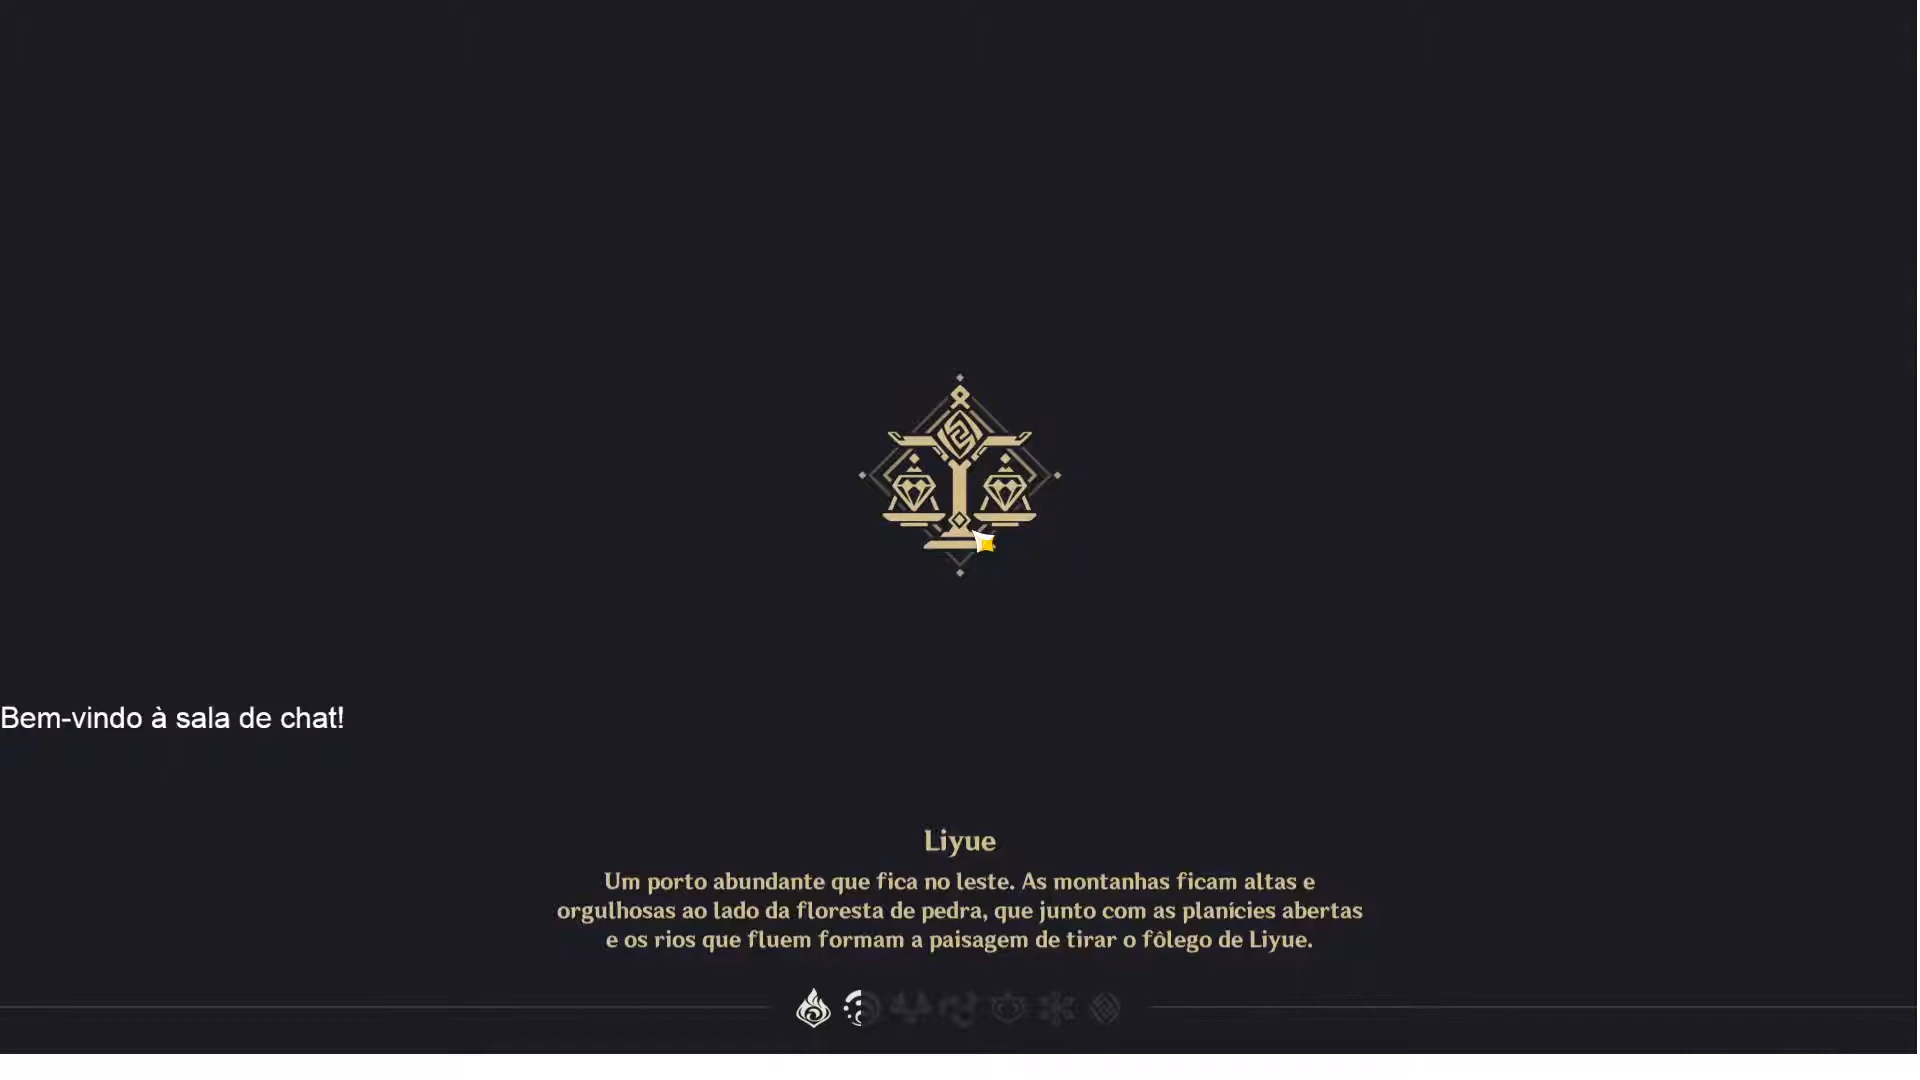 Bem-vindo à sala de chat!
Liyue
Um porto abundante que fica no leste. As montanhas ficam altas e
orgulhosas ao lado da floresta de pedra, que junto com as planícies abertas
e os rios que fluem formam a paisagem de tirar o fôlego de Liyue.